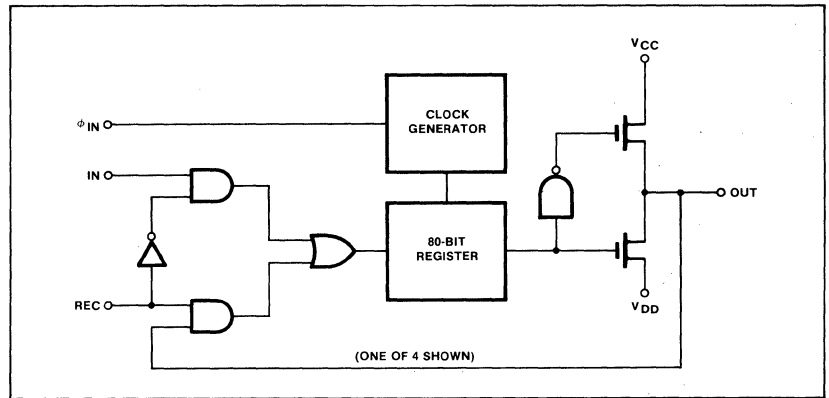 VCC
CLOCK
GENERATOR
ϕIN
IN
OUT
80-BIT
REGISTER
REC
VDD
(ONE OF 4 SHOWN)